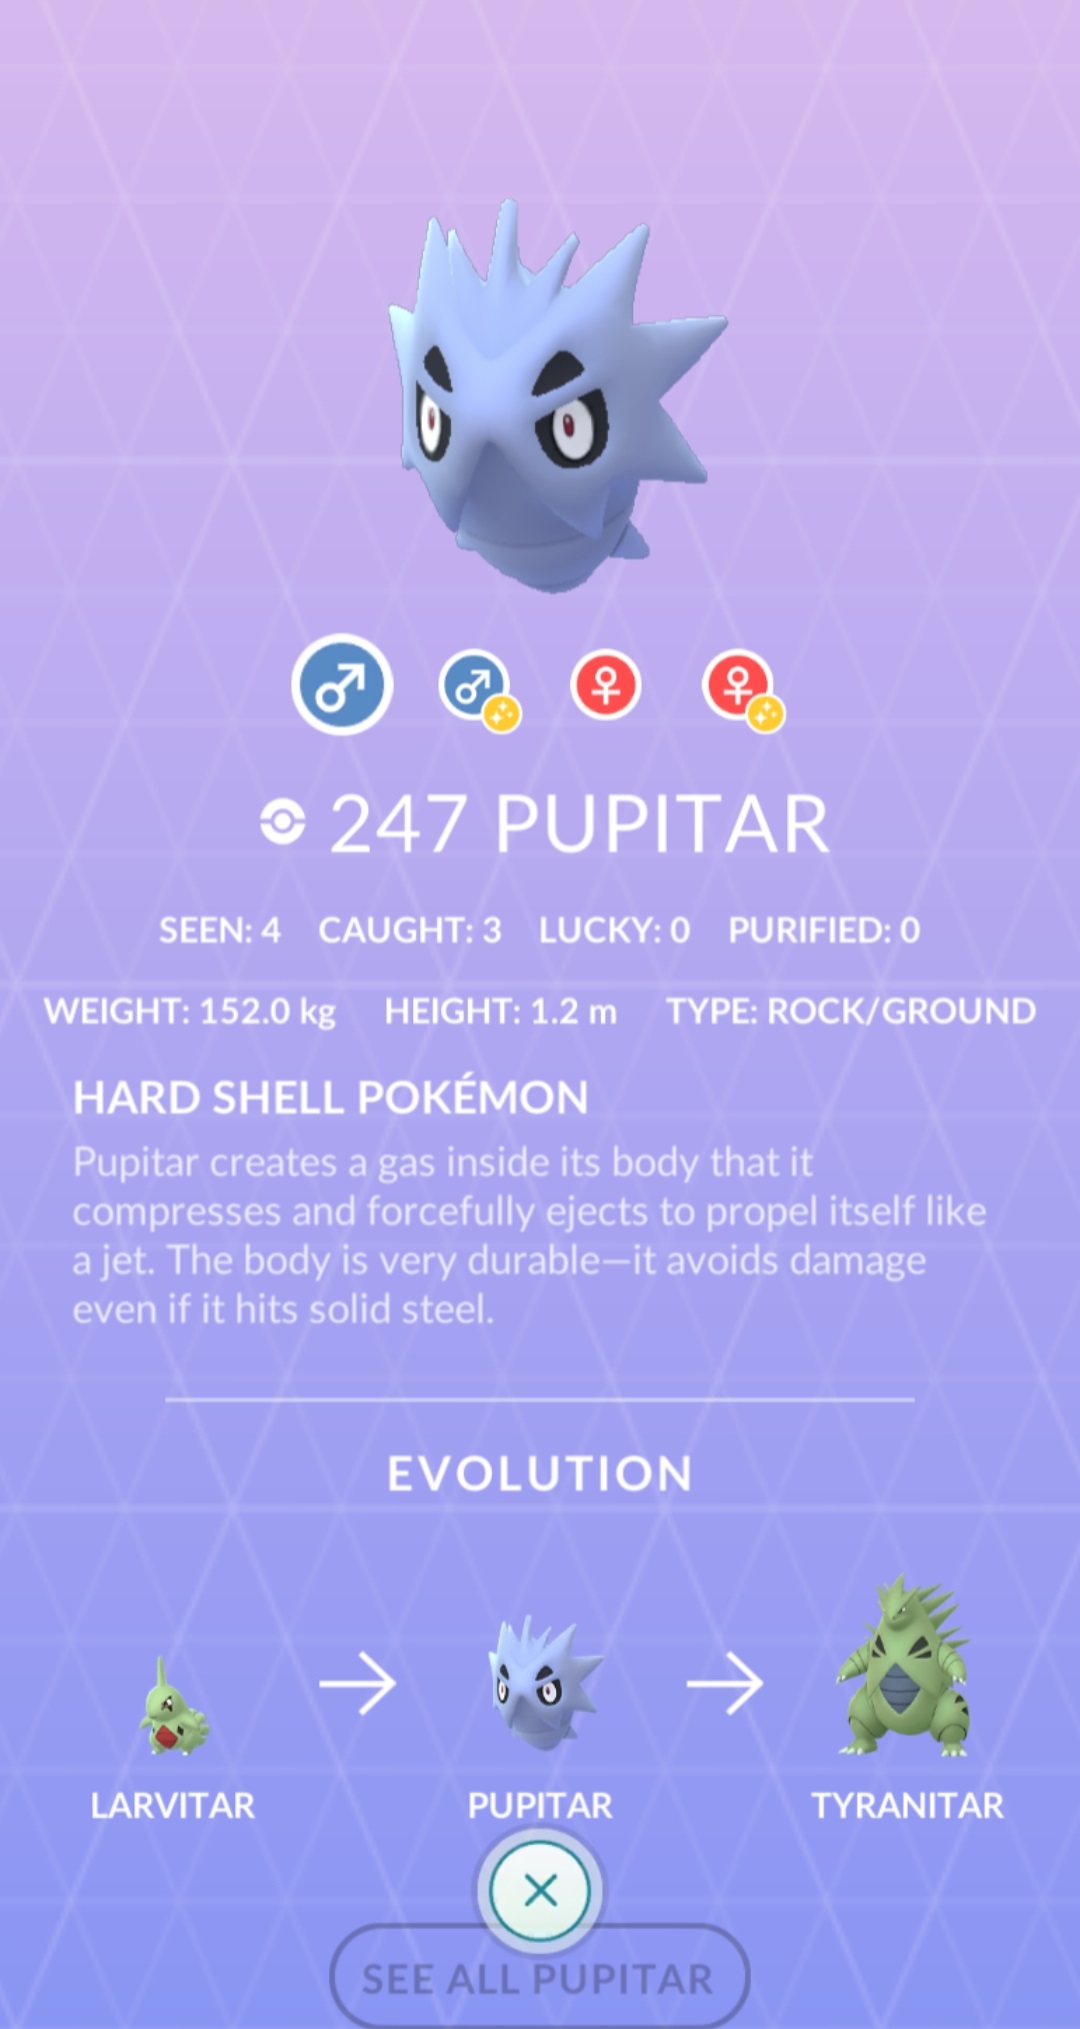 247 PUPITAR
SEEN: 4 CAUGHT: 3 LUCKY: 0 PURIFIED: 0
WEIGHT: 152.0 kg HEIGHT: 1.2 m TYPE: ROCK/GROUND
HARD SHELL POKÉMON
Pupitar creates a gas inside its body that it
compresses and forcefully ejects to propel itself like
a jet. The body is very durable—it avoids damage
even if it hits solid steel.
EVOLUTION
LARVITAR PUPITAR TYRANITAR
SEE ALL PUPITAR